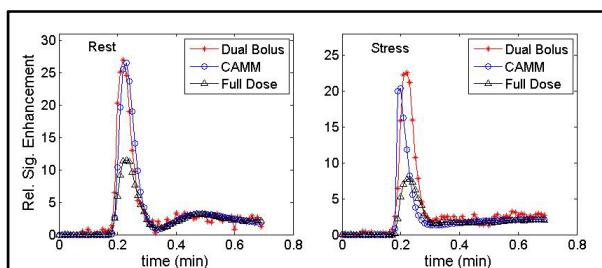 Rel. Sig. Enhancement
30
25
20
15
10
5
0
Rest
Dual Bolus
CAMM
Full Dose
0 0.2 0.4 0.6 0.8
time (min)
25
20
15
10
5
0
Stress
Dual Bolus
CAMM
Full Dose
0 0.2 0.4 0.6 0.8
time (min)